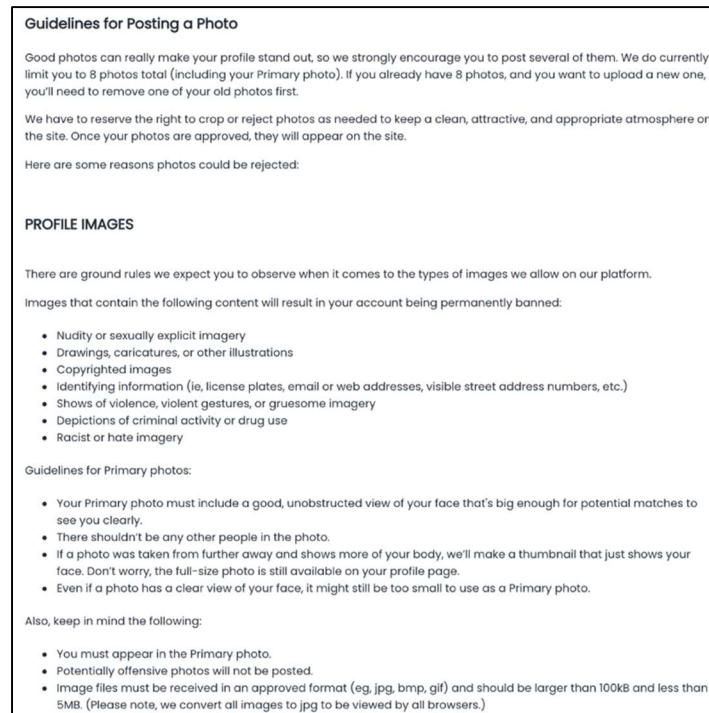 Guidelines for Posting a Photo
Good photos can really make your profile stand out, so we strongly encourage you to post several of them. We do currently
limit you to 8 photos total (including your Primary photo). If you already have 8 photos, and you want to upload a new one,
you'll need to remove one of your old photos first.
We have to reserve the right to crop or reject photos as needed to keep a clean, attractive, and appropriate atmosphere on
the site. Once your photos are approved, they will appear on the site.
Here are some reasons photos could be rejected:
PROFILE IMAGES
There are ground rules we expect you to observe when it comes to the types of images we allow on our platform.
Images that contain the following content will result in your account being permanently banned:
• Nudity or sexually explicit imagery
• Drawings, caricatures, or other illustrations
• Copyrighted images
• Identifying information (ie, license plates, email or web addresses, visible street address numbers, etc.)
• Shows of violence, violent gestures, or gruesome imagery
• Depictions of criminal activity or drug use
• Racist or hate imagery
Guidelines for Primary photos:
• Your Primary photo must include a good, unobstructed view of your face that's big enough for potential matches to
see you clearly.
• There shouldn't be any other people in the photo.
• If a photo was taken from further away and shows more of your body, we'll make a thumbnail that just shows your
face. Don't worry, the full-size photo is still available on your profile page.
• Even if a photo has a clear view of your face, it might still be too small to use as a Primary photo.
Also, keep in mind the following:
• You must appear in the Primary photo.
• Potentially offensive photos will not be posted.
• Image files must be received in an approved format (eg, jpg, bmp, gif) and should be larger than 100kB and less than
5MB. (Please note, we convert all images to jpg to be viewed by all browsers.)